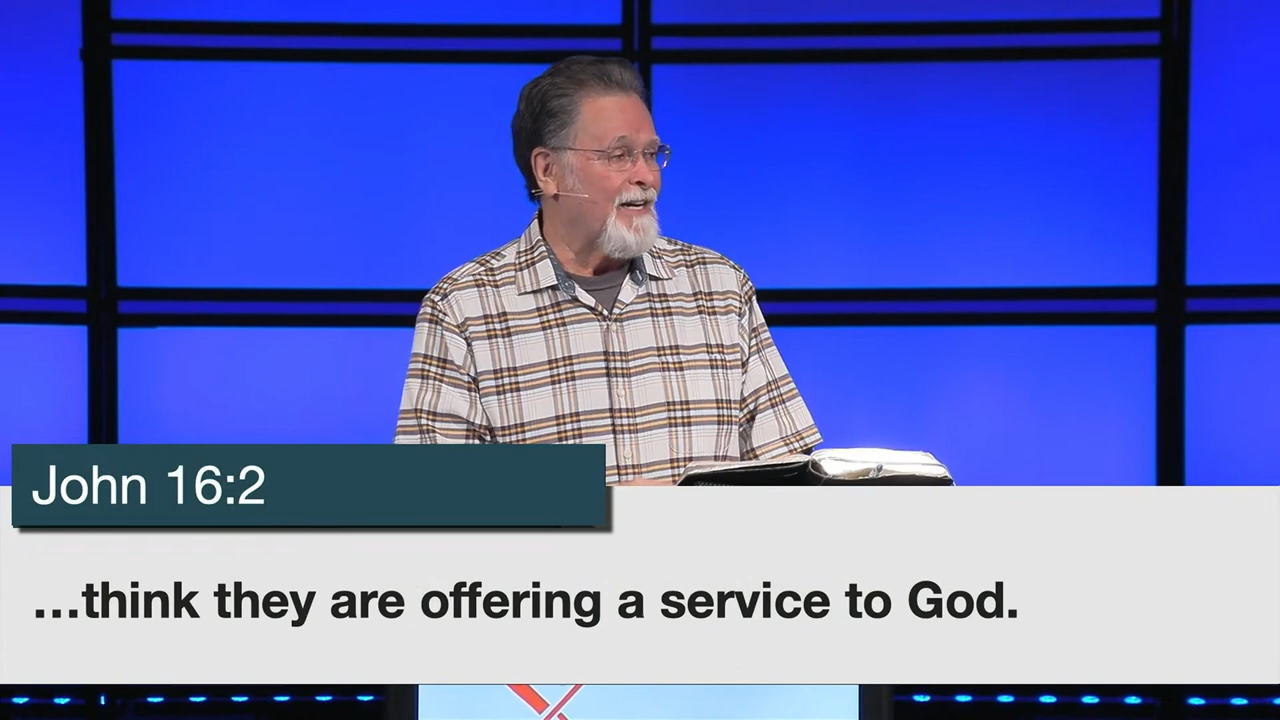 John 16:2
…think they are offering a service to God.